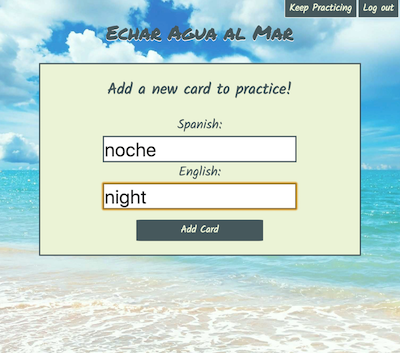 Keep Practicing Log out
Echar Agua al Mar
Add a new card to practice!
Spanish:
noche
English:
night
Add Card